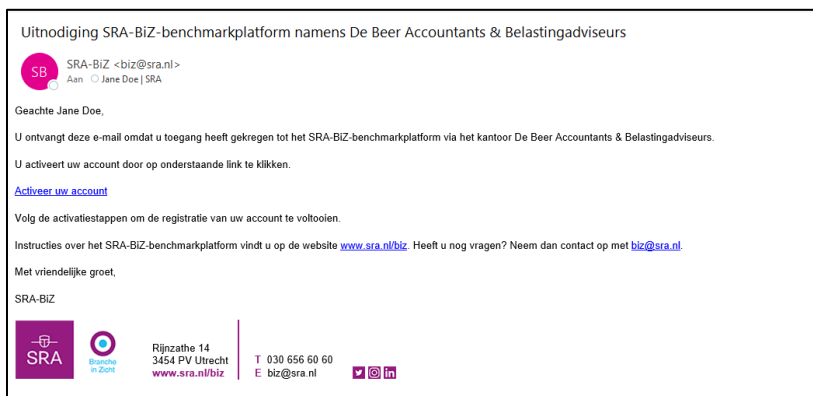 Uitnodiging SRA-BiZ-benchmarkplatform namens De Beer Accountants & Belastingadviseurs
SB
SRA-BiZ <biz@sra.nl>
Aan Jane Doe | SRA
Geachte Jane Doe,
U ontvangt deze e-mail omdat u toegang heeft gekregen tot het SRA-BiZ-benchmarkplatform via het kantoor De Beer Accountants & Belastingadviseurs.
U activeert uw account door op onderstaande link te klikken.
Activeer uw account
Volg de activatiestappen om de registratie van uw account te voltooien.
Instructies over het SRA-BiZ-benchmarkplatform vindt u op de website www.sra.nl/biz. Heeft u nog vragen? Neem dan contact op met biz@sra.nl.
Met vriendelijke groet,
SRA-BiZ
SRA
Branche
in Zicht
Rijnzathe 14
3454 PV Utrecht
www.sra.nl/biz
T 030 656 60 60
E biz@sra.nl